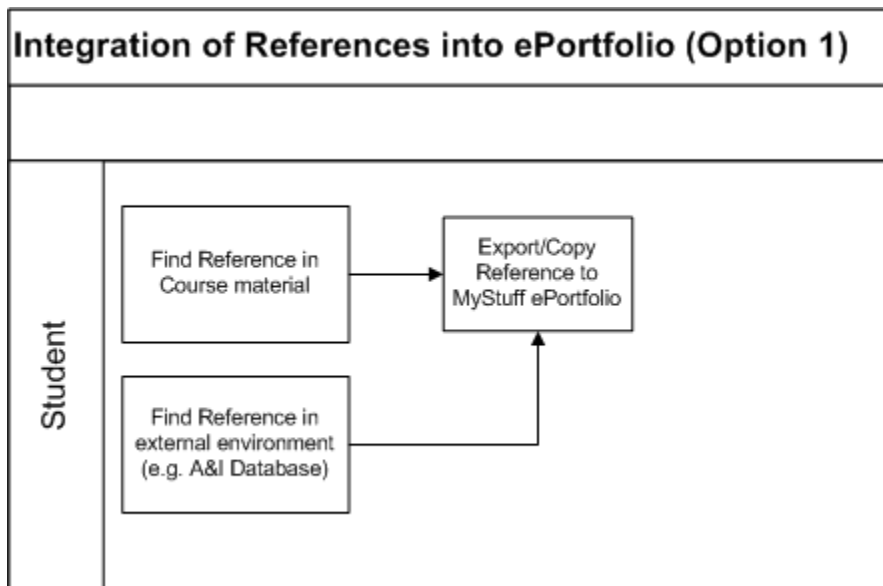 Integration of References into ePortfolio (Option 1)
Student
Find Reference in
Course material
Export/Copy
Reference to
MyStuff ePortfolio
Find Reference in
external environment
(e.g. A&I Database)